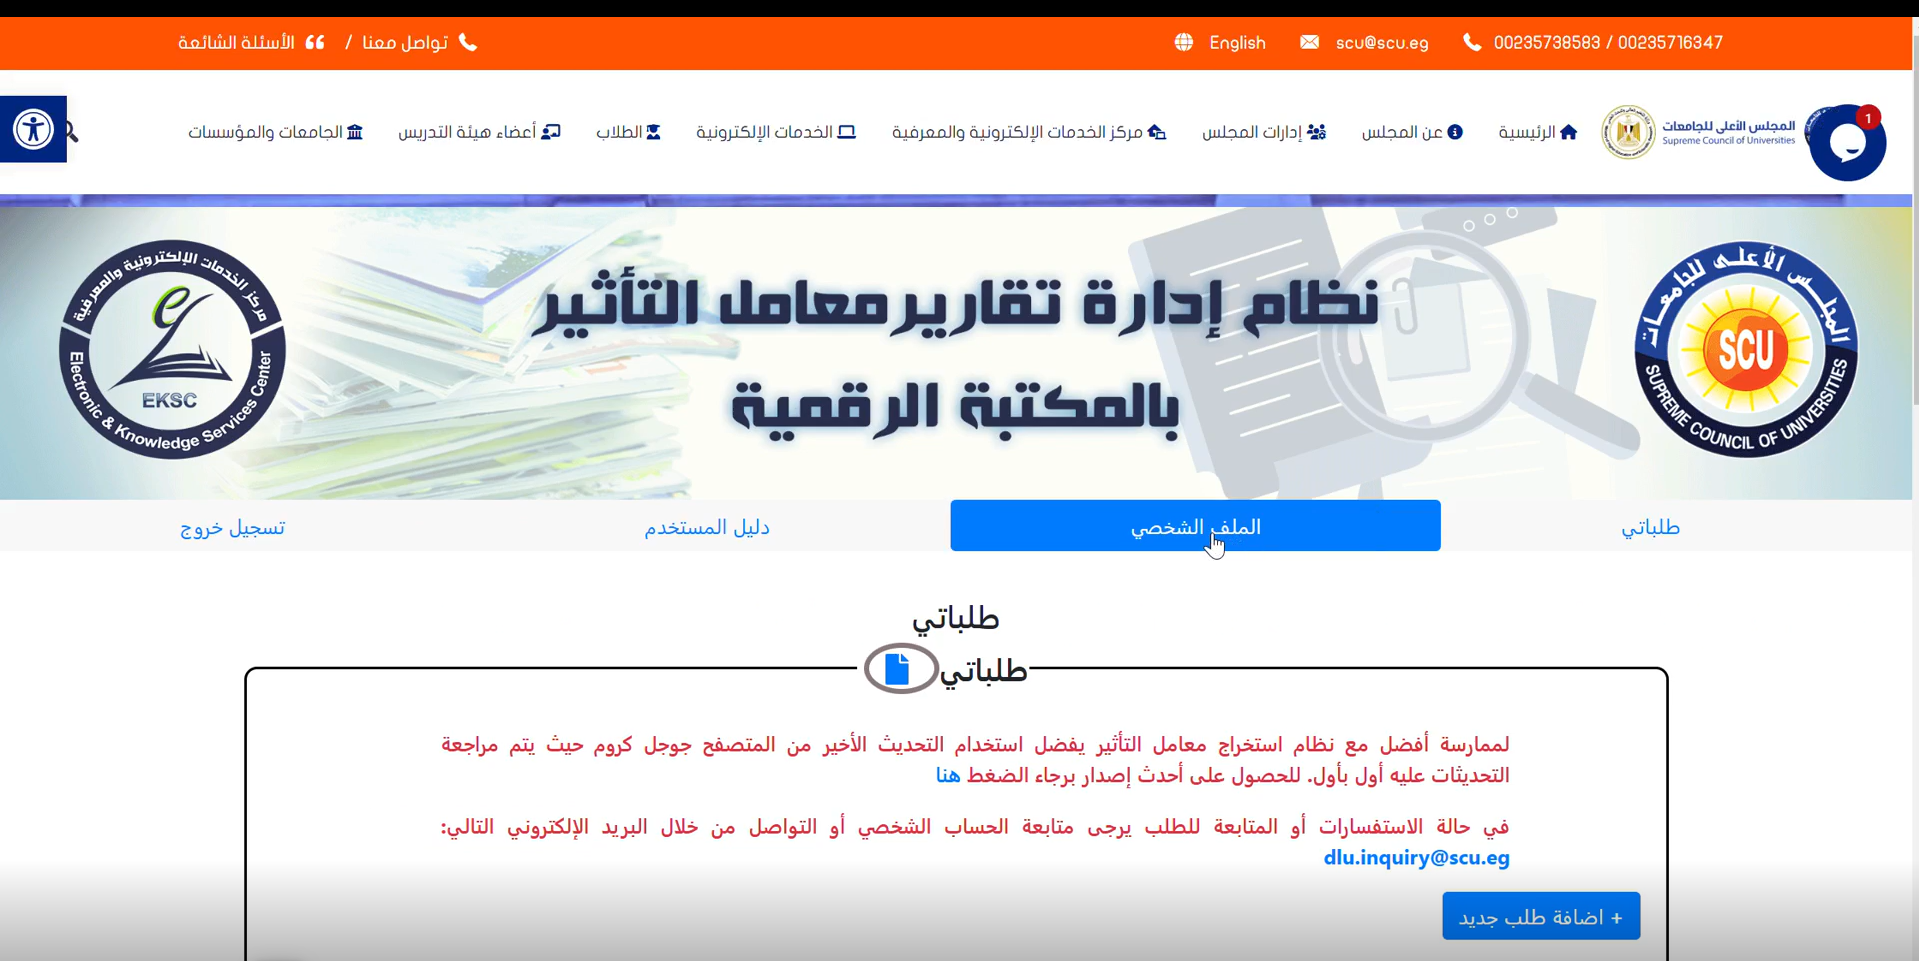 00235716347 / 00235738583
scu@scu.eg
English
تواصل معنا /
الأسئلة الشائعة
1
المجلس الأعلى للجامعات
Supreme Council of Universities
الرئيسية
عن المجلس
إدارات المجلس
مركز الخدمات الإلكترونية والمعرفية
الخدمات الإلكترونية
الطلاب
أعضاء هيئة التدريس
الجامعات والمؤسسات
المجلس الأعلى للجامعات
SCU
SUPREME COUNCIL OF UNIVERSITIES
نظام إدارة تقارير معامل التأثير
بالمكتبة الرقمية
مركز الخدمات الإلكترونية والمعرفية
EKSC
Electronic & Knowledge Services Center
طلباتي
الملف الشخصي
دليل المستخدم
تسجيل خروج
طلباتي
طلباتي
لممارسة أفضل مع نظام استخراج معامل التأثير يفضل استخدام التحديث الأخير من المتصفح جوجل كروم حيث يتم مراجعة
التحديثات عليه أول بأول. للحصول على أحدث إصدار برجاء الضغط هنا
في حالة الاستفسارات أو المتابعة للطلب يرجى متابعة الحساب الشخصي أو التواصل من خلال البريد الإلكتروني التالي:
dlu.inquiry@scu.eg
+ اضافة طلب جديد